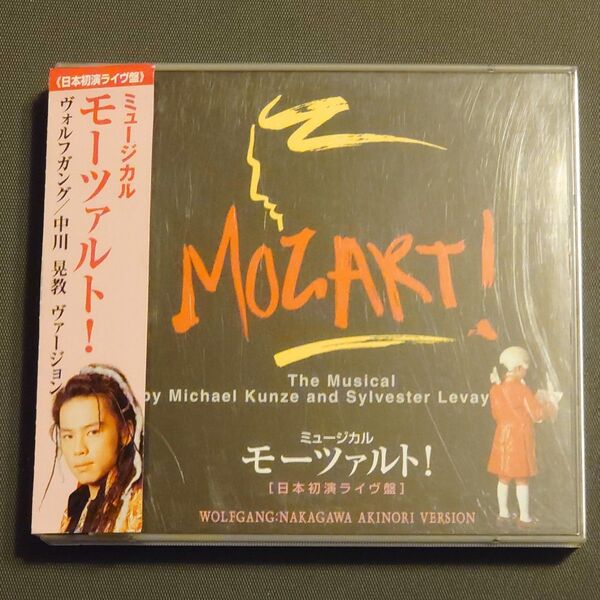 《日本初演ライヴ盤》
ミュージカル
モーツァルト!
ヴォルフガング/中川 晃教 ヴァージョン
MOZART!
The Musical
by Michael Kunze and Sylvester Levay
ミュージカル
モーツァルト!
[日本初演ライヴ盤]
WOLFGANG:NAKAGAWA AKINORI VERSION